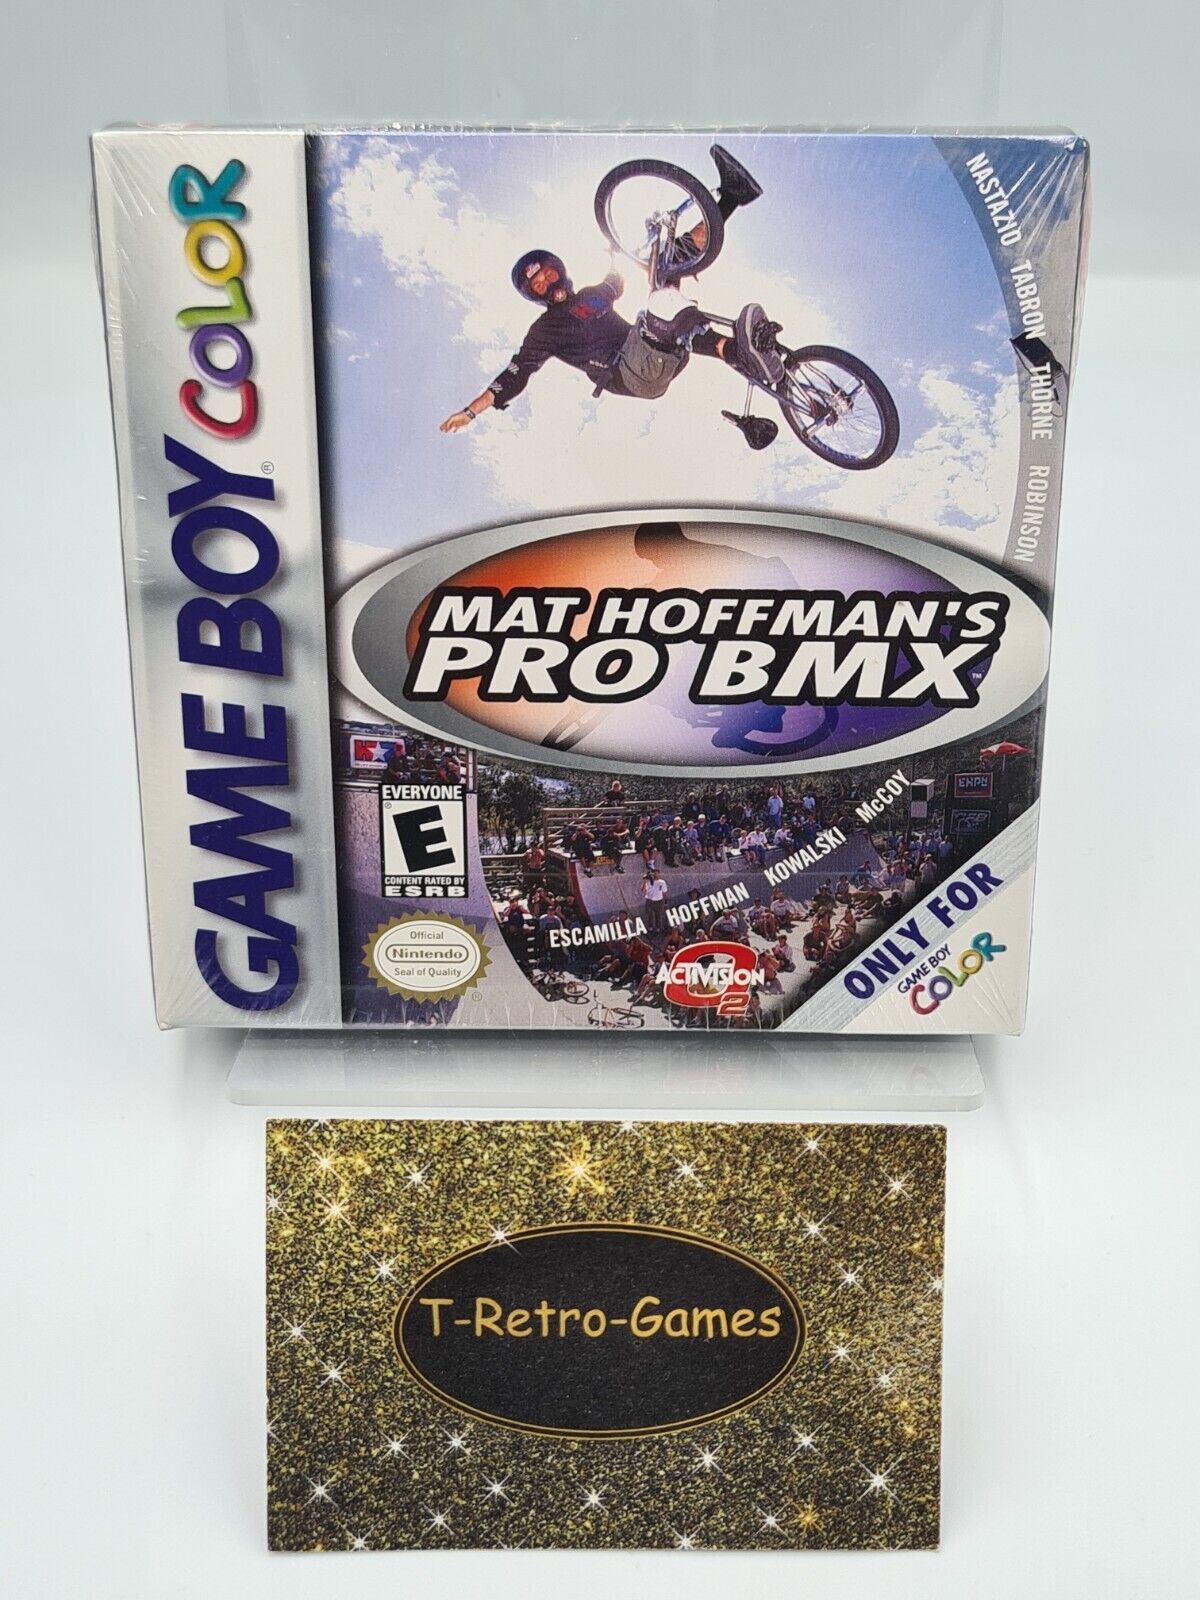 GAME BOY COLOR
®
NASTAZIO TABRON THORNE ROBINSON
MAT HOFFMAN'S
PRO BMX
™
EVERYONE
E
®
CONTENT RATED BY
ESRB
Official
Nintendo
Seal of Quality
®
ESCAMILLA HOFFMAN KOWALSKI McCOY
ACTIVISION
O2
ONLY FOR
GAME BOY
COLOR
T-Retro-Games